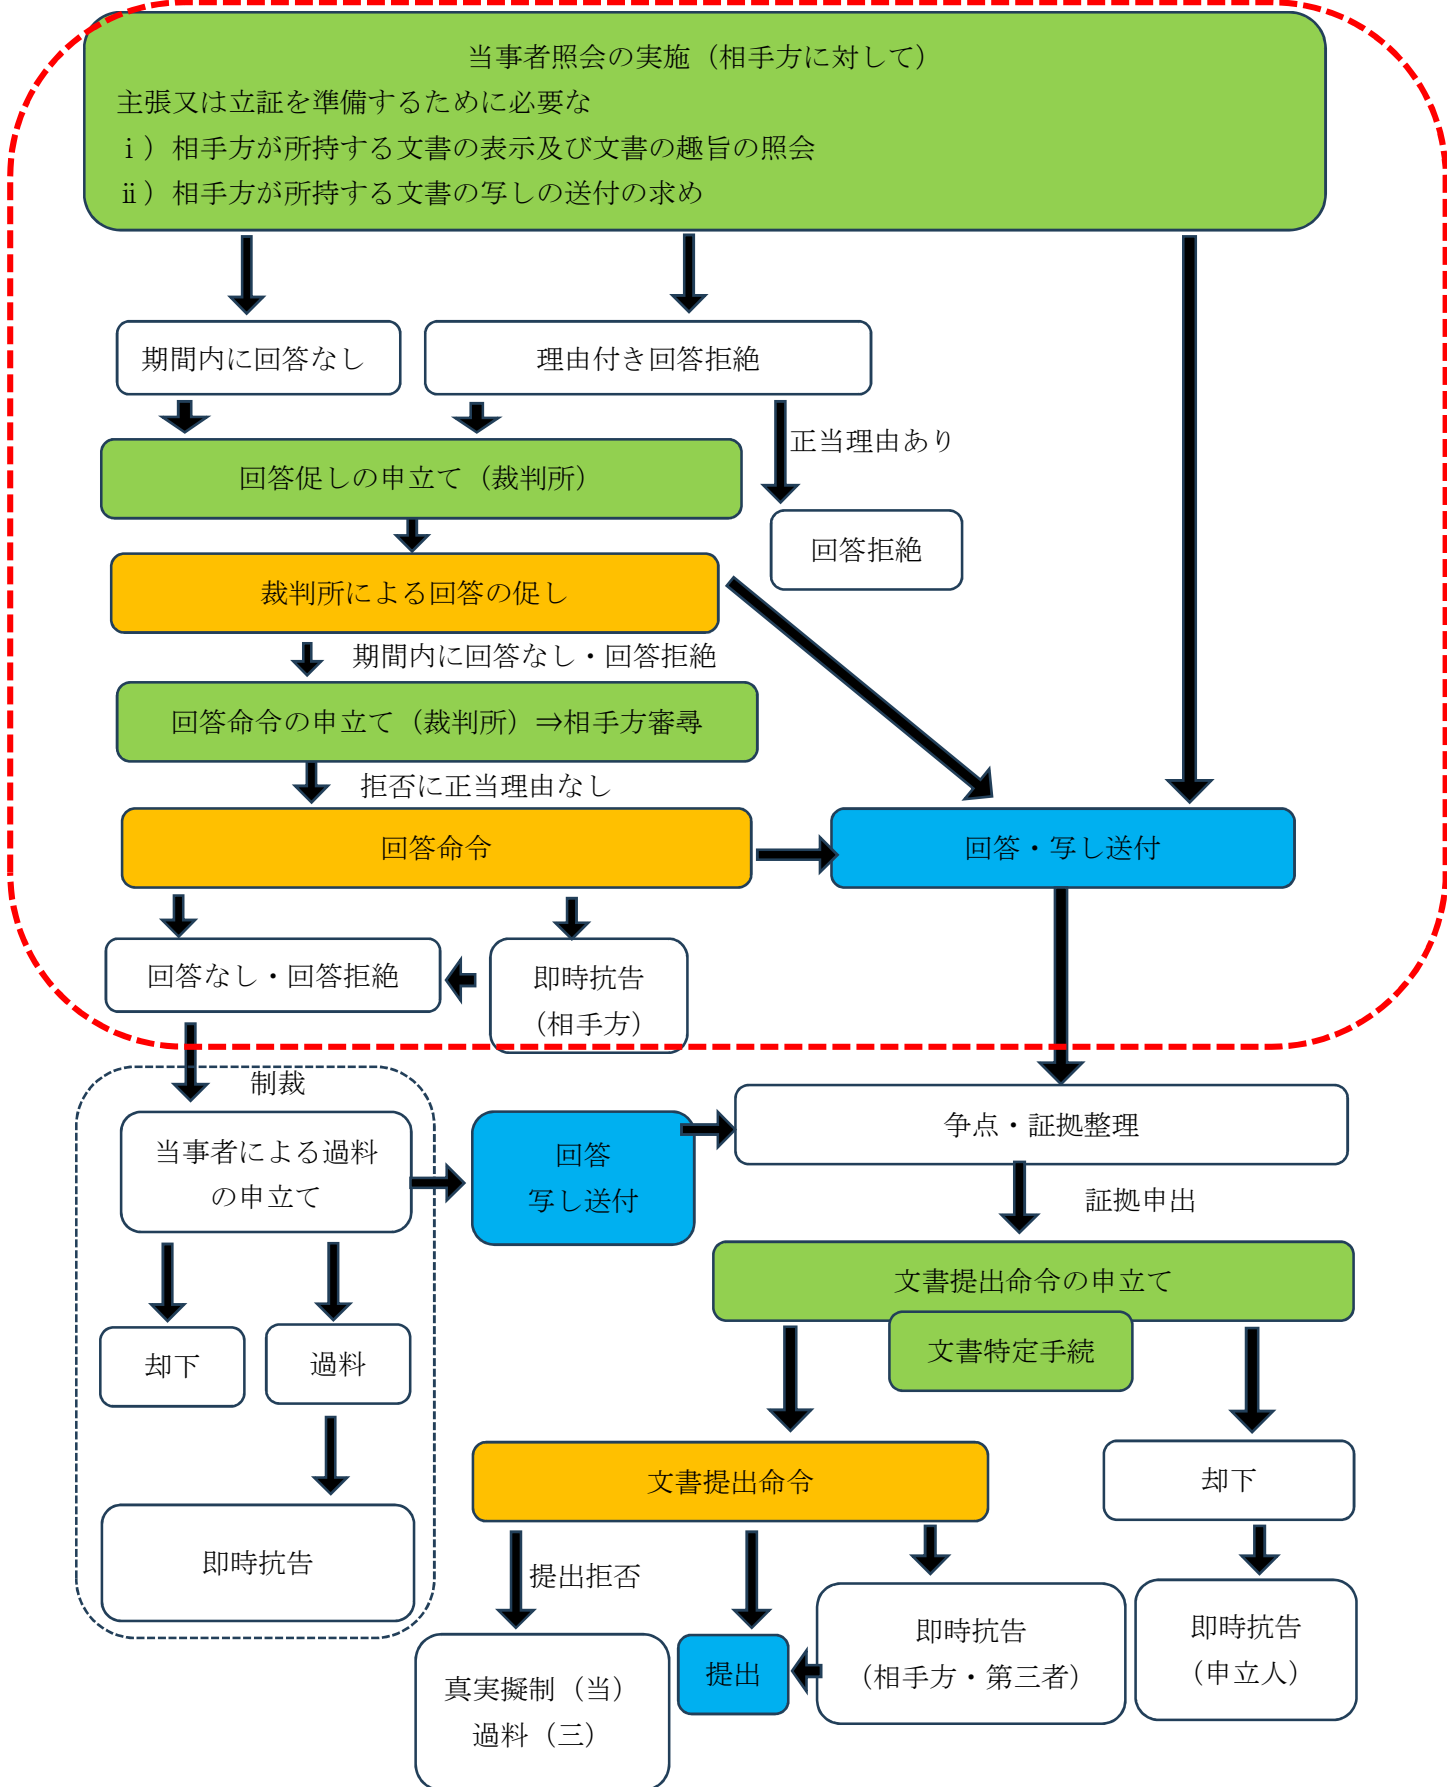 当事者照会の実施（相手方に対して）
主張又は立証を準備するために必要な
ⅰ）相手方が所持する文書の表示及び文書の趣旨の照会
ⅱ）相手方が所持する文書の写しの送付の求め
期間内に回答なし
理由付き回答拒絶
正当理由あり
回答促しの申立て（裁判所）
回答拒絶
裁判所による回答の促し
期間内に回答なし・回答拒絶
回答命令の申立て（裁判所）⇒相手方審尋
拒否に正当理由なし
回答命令
回答・写し送付
回答なし・回答拒絶
即時抗告
（相手方）
制裁
当事者による過料
の申立て
回答
写し送付
争点・証拠整理
証拠申出
文書提出命令の申立て
文書特定手続
却下
過料
即時抗告
文書提出命令
却下
提出拒否
真実擬制（当）
過料（三）
提出
即時抗告
（相手方・第三者）
即時抗告
（申立人）